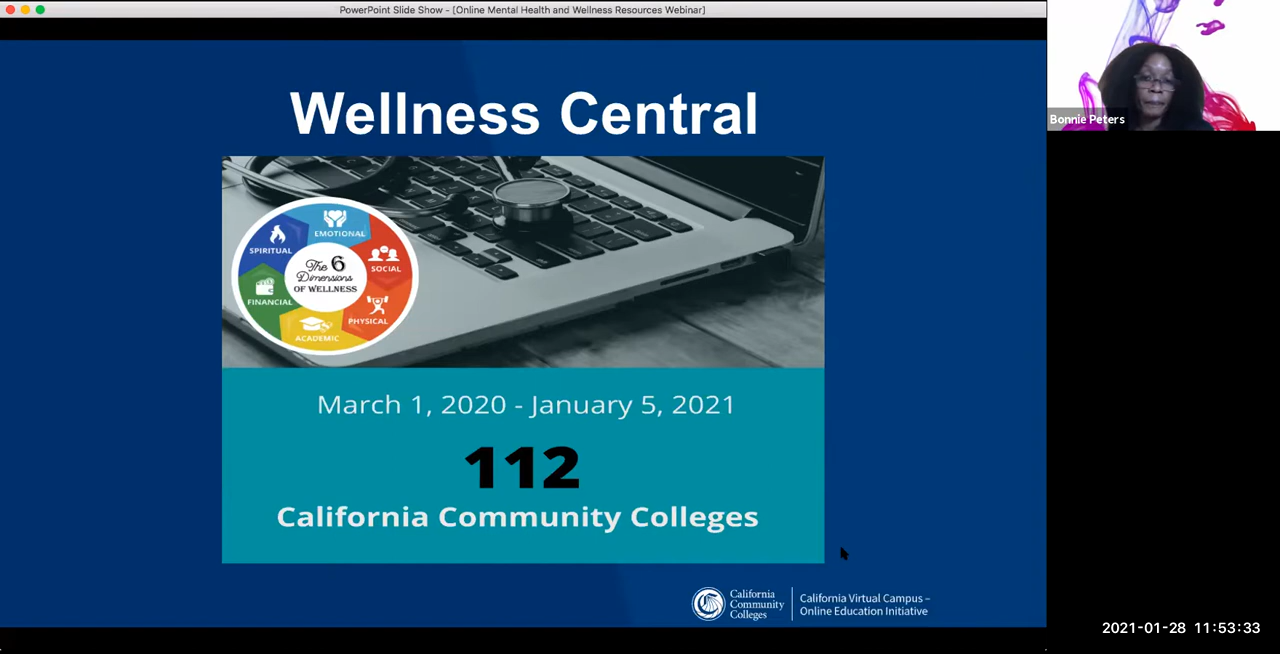 PowerPoint Slide Show - [Online Mental Health and Wellness Resources Webinar]
Wellness Central
EMOTIONAL
SPIRITUAL
SOCIAL
The 6
Dimensions
OF WELLNESS
FINANCIAL
PHYSICAL
ACADEMIC
March 1, 2020 - January 5, 2021
112
California Community Colleges
California
Community
Colleges
California Virtual Campus –
Online Education Initiative
Bonnie Peters
2021-01-28 11:53:33